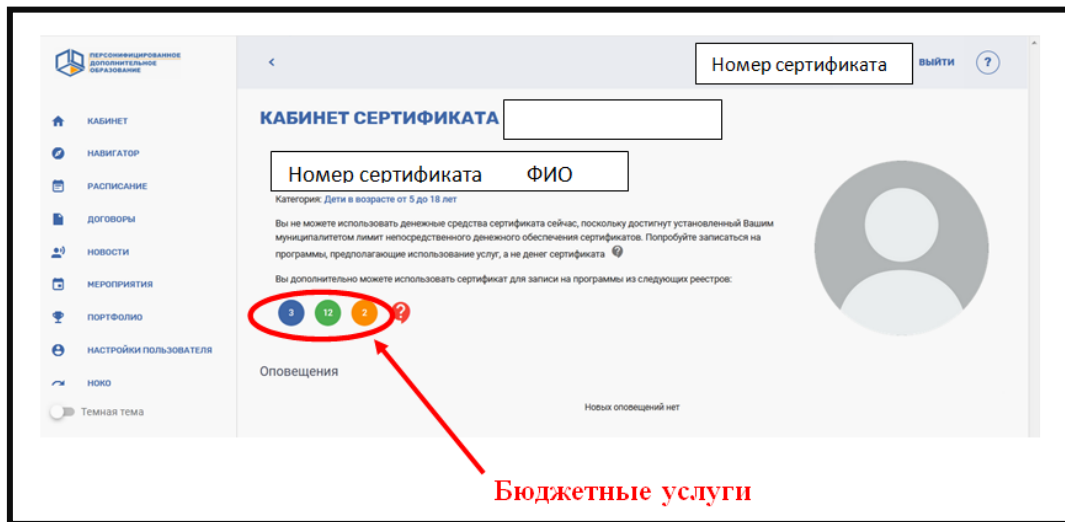 ПЕРСОНИФИЦИРОВАННОЕ
ДОПОЛНИТЕЛЬНОЕ
ОБРАЗОВАНИЕ
<
Номер сертификата
ВЫЙТИ
?
КАБИНЕТ
НАВИГАТОР
РАСПИСАНИЕ
ДОГОВОРЫ
НОВОСТИ
МЕРОПРИЯТИЯ
ПОРТФОЛИО
НАСТРОЙКИ ПОЛЬЗОВАТЕЛЯ
НОКО
Темная тема
КАБИНЕТ СЕРТИФИКАТА
Номер сертификата ФИО
Категория: Дети в возрасте от 5 до 18 лет
Вы не можете использовать денежные средства сертификата сейчас, поскольку достигнут установленный Вашим
муниципалитетом лимит непосредственного денежного обеспечения сертификатов. Попробуйте записаться на
программы, предполагающие использование услуг, а не денег сертификата ?
Вы дополнительно можете использовать сертификат для записи на программы из следующих реестров:
3 12 2 ?
Оповещения
Новых оповещений нет
Бюджетные услуги